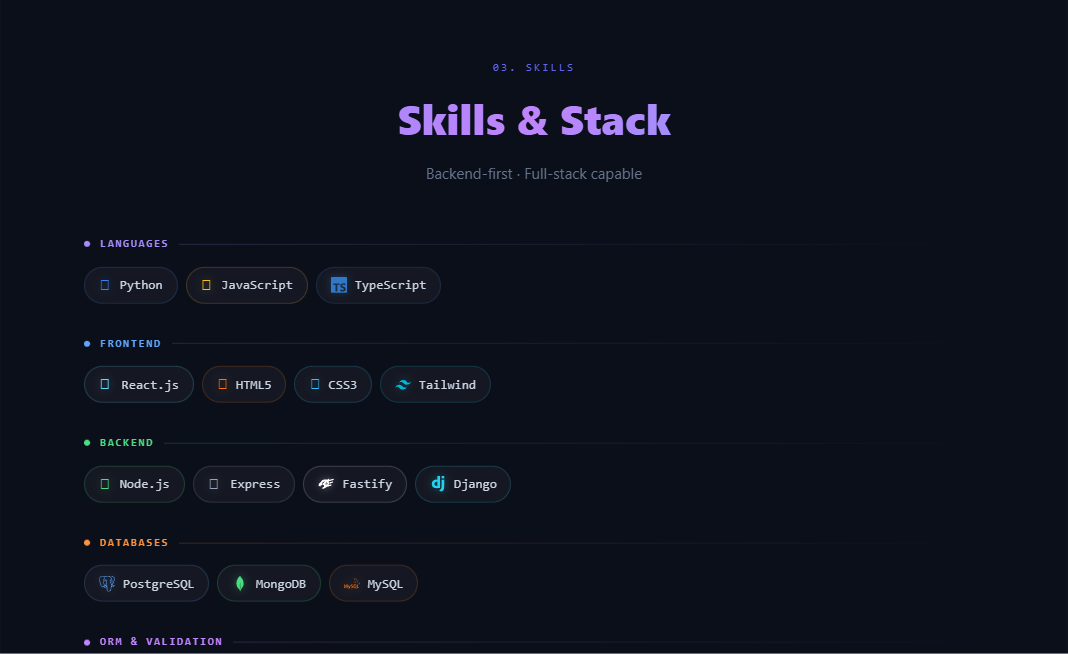 03. SKILLS
Skills & Stack
Backend-first · Full-stack capable
LANGUAGES
Python JavaScript TS TypeScript
FRONTEND
React.js HTML5 CSS3 Tailwind
BACKEND
Node.js Express Fastify dj Django
DATABASES
PostgreSQL MongoDB MySQL MySQL
ORM & VALIDATION